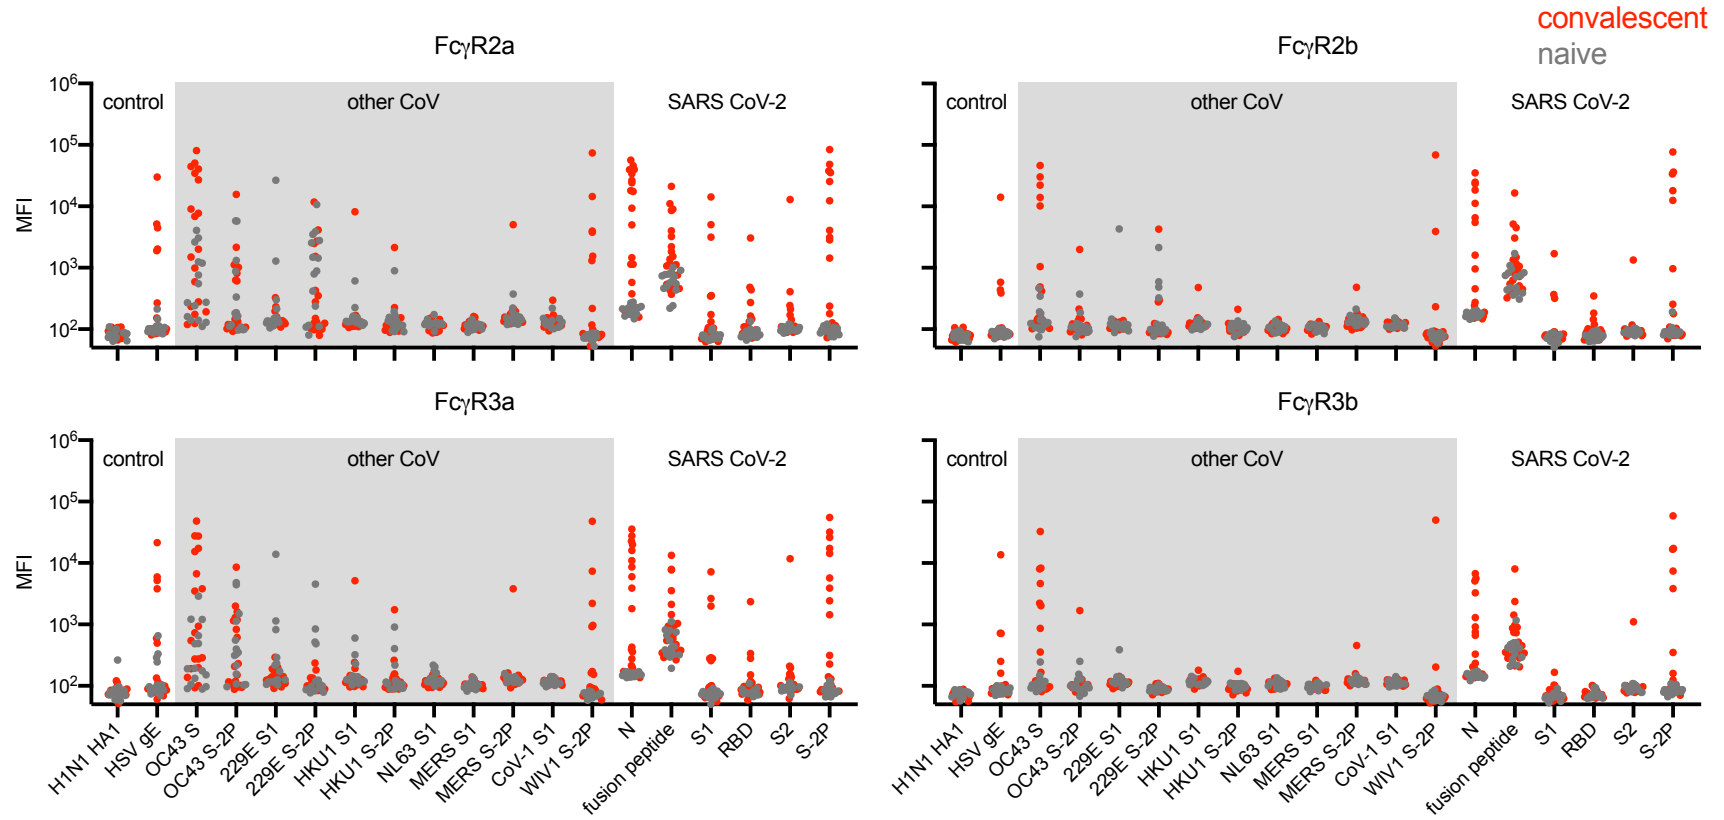 convalescent
naive
FcγR2a
FcγR2b
10⁶
10⁵
10⁴
10³
10²
MFI
control
other CoV
SARS CoV-2
control
other CoV
SARS CoV-2
FcγR3a
FcγR3b
10⁶
10⁵
10⁴
10³
10²
MFI
control
other CoV
SARS CoV-2
control
other CoV
SARS CoV-2
H1N1 HA1
HSV gE
OC43 S
OC43 S-2P
229E S1
229E S-2P
HKU1 S1
HKU1 S-2P
NL63 S1
MERS S1
MERS S-2P
CoV-1 S1
WIV1 S-2P
N
fusion peptide
S1
RBD
S2
S-2P
H1N1 HA1
HSV gE
OC43 S
OC43 S-2P
229E S1
229E S-2P
HKU1 S1
HKU1 S-2P
NL63 S1
MERS S1
MERS S-2P
CoV-1 S1
WIV1 S-2P
N
fusion peptide
S1
RBD
S2
S-2P